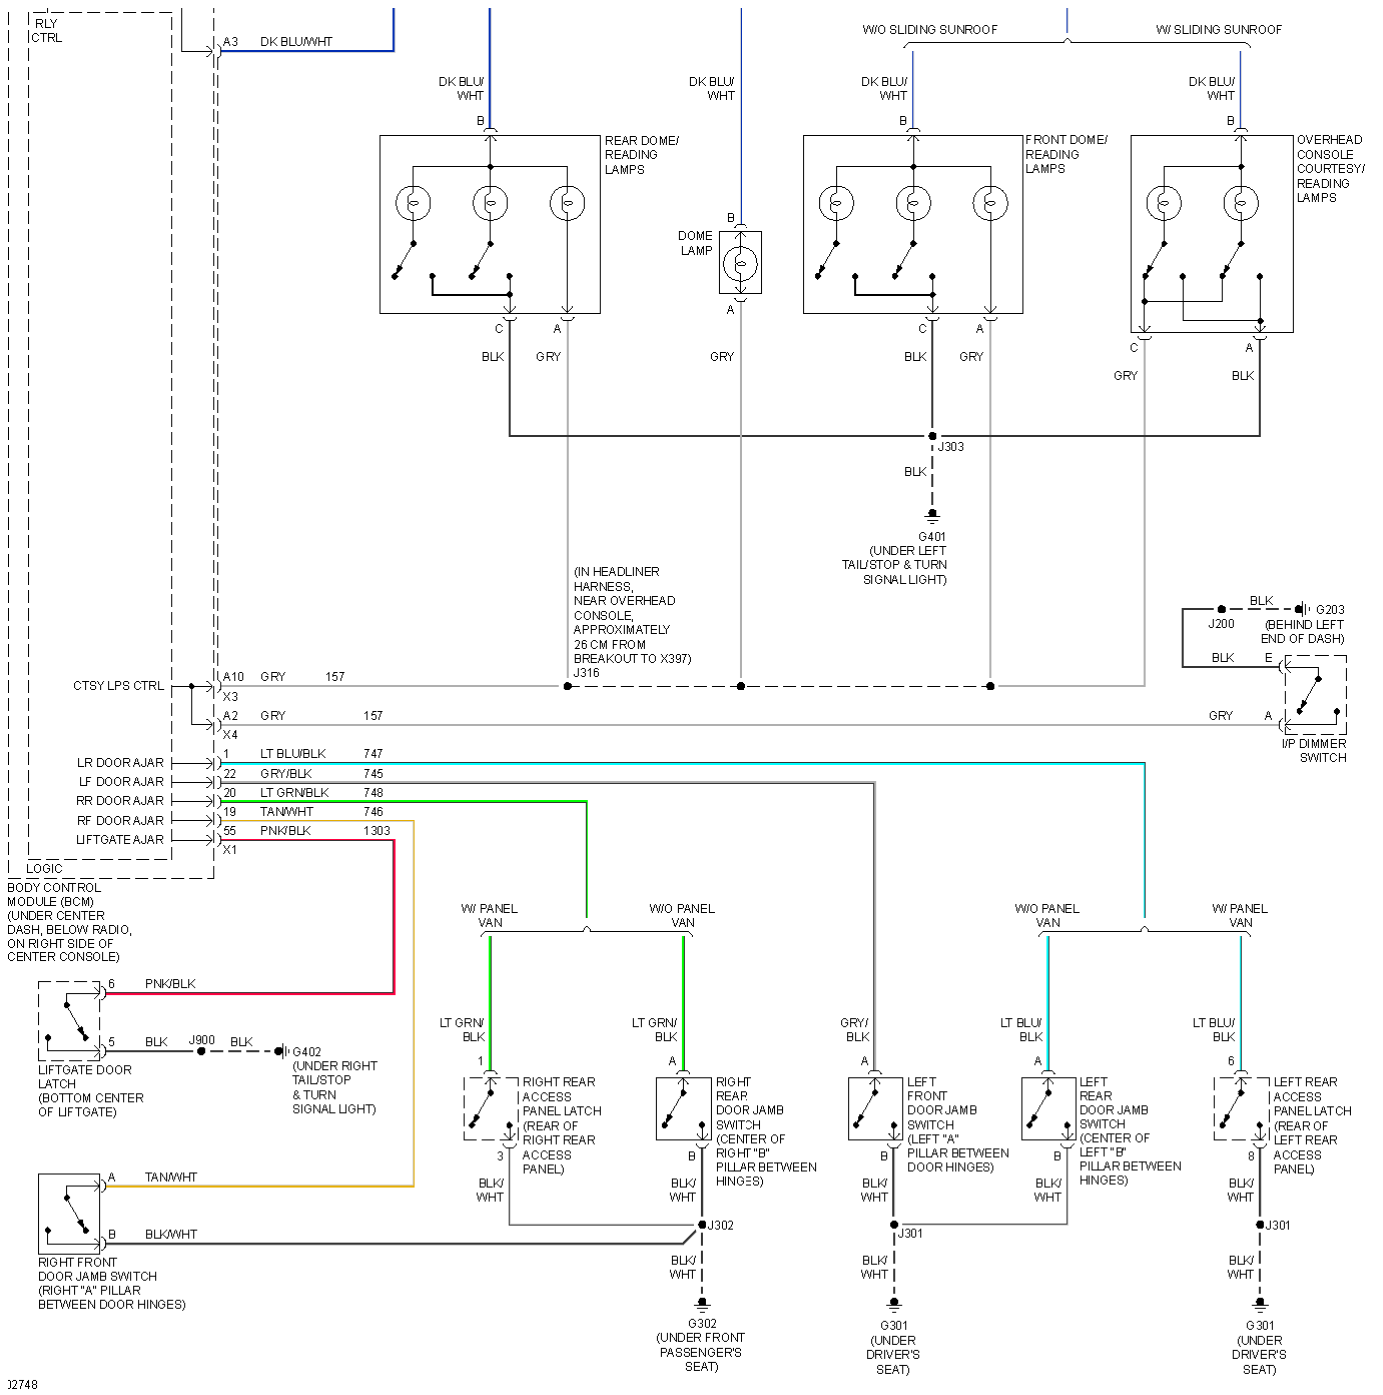 RLY
CTRL
A3 DK BLU/WHT
W/O SLIDING SUNROOF
W/ SLIDING SUNROOF
DK BLU/
WHT
DK BLU/
WHT
DK BLU/
WHT
DK BLU/
WHT
B
B
B
REAR DOME/
READING
LAMPS
FRONT DOME/
READING
LAMPS
OVERHEAD
CONSOLE
COURTESY/
READING
LAMPS
B
DOME
LAMP
A
C
A
C
A
C
A
BLK
GRY
GRY
BLK
GRY
GRY
BLK
J303
BLK
G401
(UNDER LEFT
TAIL/STOP & TURN
SIGNAL LIGHT)
(IN HEADLINER
HARNESS,
NEAR OVERHEAD
CONSOLE,
APPROXIMATELY
26 CM FROM
BREAKOUT TO X397)
J316
BLK
J200
G203
(BEHIND LEFT
END OF DASH)
BLK
E
GRY
A
I/P DIMMER
SWITCH
CTSY LPS CTRL
A10 GRY 157
X3
A2 GRY 157
X4
LR DOOR AJAR 1 LT BLU/BLK 747
LF DOOR AJAR 22 GRY/BLK 745
RR DOOR AJAR 20 LT GRN/BLK 748
RF DOOR AJAR 19 TAN/WHT 746
LIFTGATE AJAR 55 PNK/BLK 1303
X1
LOGIC
BODY CONTROL
MODULE (BCM)
(UNDER CENTER
DASH, BELOW RADIO,
ON RIGHT SIDE OF
CENTER CONSOLE)
W/ PANEL
VAN
W/O PANEL
VAN
W/O PANEL
VAN
W/ PANEL
VAN
6 PNK/BLK
5 BLK J900 BLK
G402
(UNDER RIGHT
TAIL/STOP
& TURN
SIGNAL LIGHT)
LIFTGATE DOOR
LATCH
(BOTTOM CENTER
OF LIFTGATE)
LT GRN/
BLK
LT GRN/
BLK
GRY/
BLK
LT BLU/
BLK
LT BLU/
BLK
1
A
A
A
6
RIGHT REAR
ACCESS
PANEL LATCH
(REAR OF
RIGHT REAR
ACCESS
PANEL)
RIGHT
REAR
DOOR JAMB
SWITCH
(CENTER OF
RIGHT "B"
PILLAR BETWEEN
HINGES)
LEFT
FRONT
DOOR JAMB
SWITCH
(LEFT "A"
PILLAR BETWEEN
DOOR HINGES)
LEFT
REAR
DOOR JAMB
SWITCH
(CENTER OF
LEFT "B"
PILLAR BETWEEN
HINGES)
LEFT REAR
ACCESS
PANEL LATCH
(REAR OF
LEFT REAR
ACCESS
PANEL)
3
B
B
B
8
BLK/
WHT
BLK/
WHT
BLK/
WHT
BLK/
WHT
BLK/
WHT
A TAN/WHT
B BLK/WHT
RIGHT FRONT
DOOR JAMB SWITCH
(RIGHT "A" PILLAR
BETWEEN DOOR HINGES)
J302
J301
J301
BLK/
WHT
BLK/
WHT
BLK/
WHT
G302
(UNDER FRONT
PASSENGER'S
SEAT)
G301
(UNDER
DRIVER'S
SEAT)
G301
(UNDER
DRIVER'S
SEAT)
02748